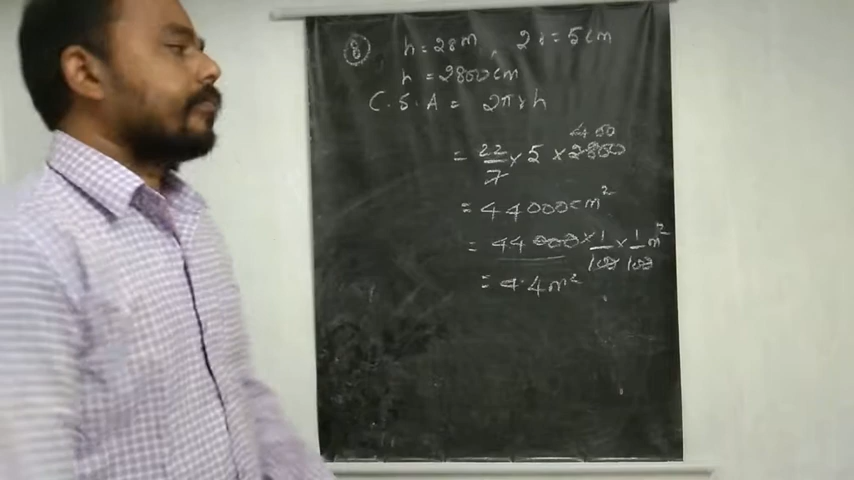 8 h = 28m, 2r = 5cm
h = 2800cm
C.S.A = 2πrh
400
= 22/7 x 5 x 2800
= 44000cm²
= 44000 x 1/100 x 1/100 m²
= 4.4m²